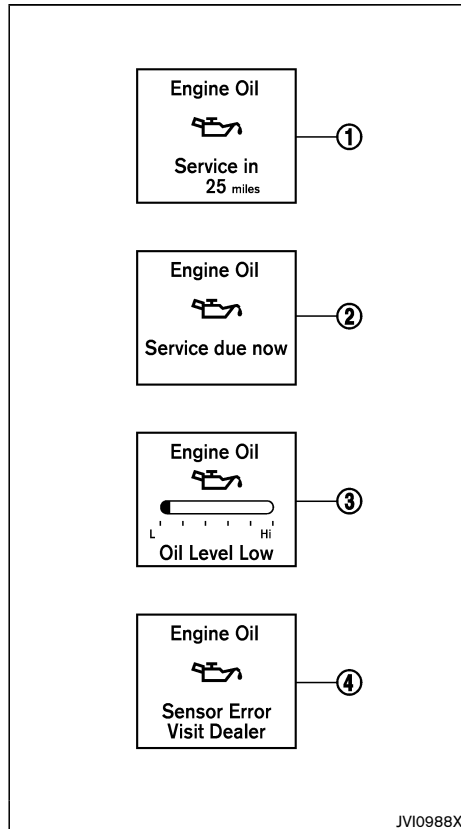 Engine Oil
Service in
25 miles
1
Engine Oil
Service due now
2
Engine Oil
L Hi
Oil Level Low
3
Engine Oil
Sensor Error
Visit Dealer
4
JVI0988X